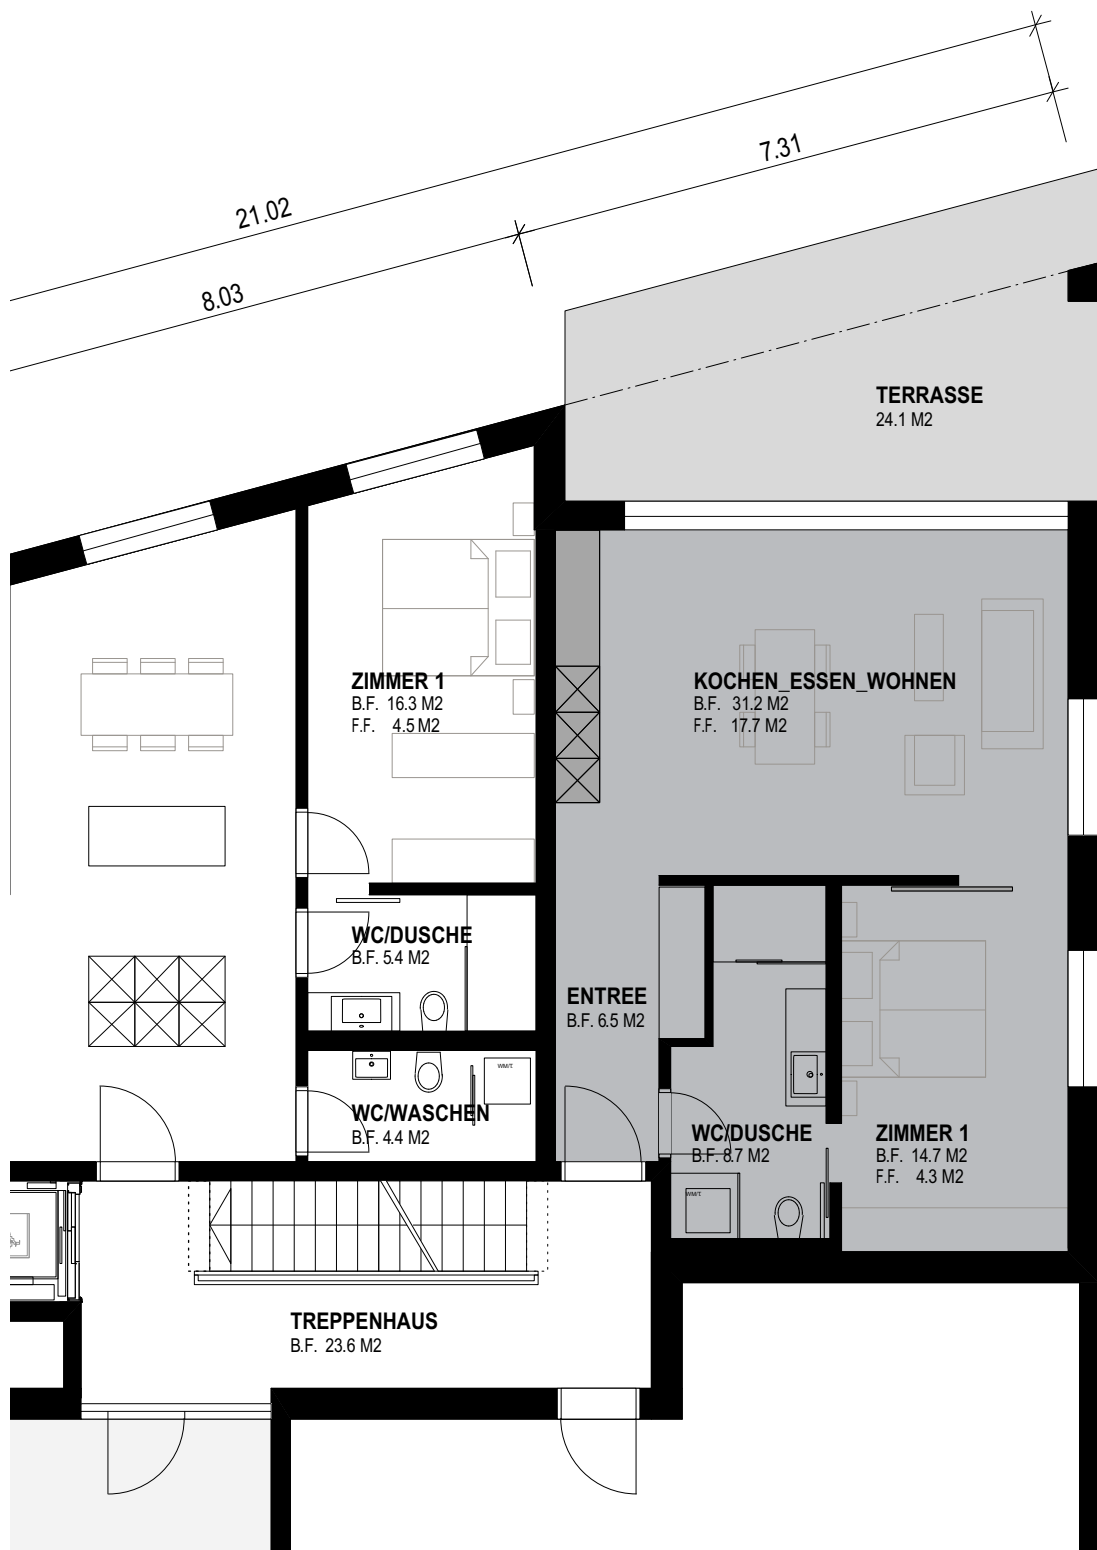 21.02
7.31
8.03
TERRASSE
24.1 M2
ZIMMER 1
B.F. 16.3 M2
F.F. 4.5 M2
KOCHEN_ESSEN_WOHNEN
B.F. 31.2 M2
F.F. 17.7 M2
WC/DUSCHE
B.F. 5.4 M2
ENTREE
B.F. 6.5 M2
WM/T.
WC/WASCHEN
B.F. 4.4 M2
WC/DUSCHE
B.F. 8.7 M2
WM/T.
ZIMMER 1
B.F. 14.7 M2
F.F. 4.3 M2
TREPPENHAUS
B.F. 23.6 M2